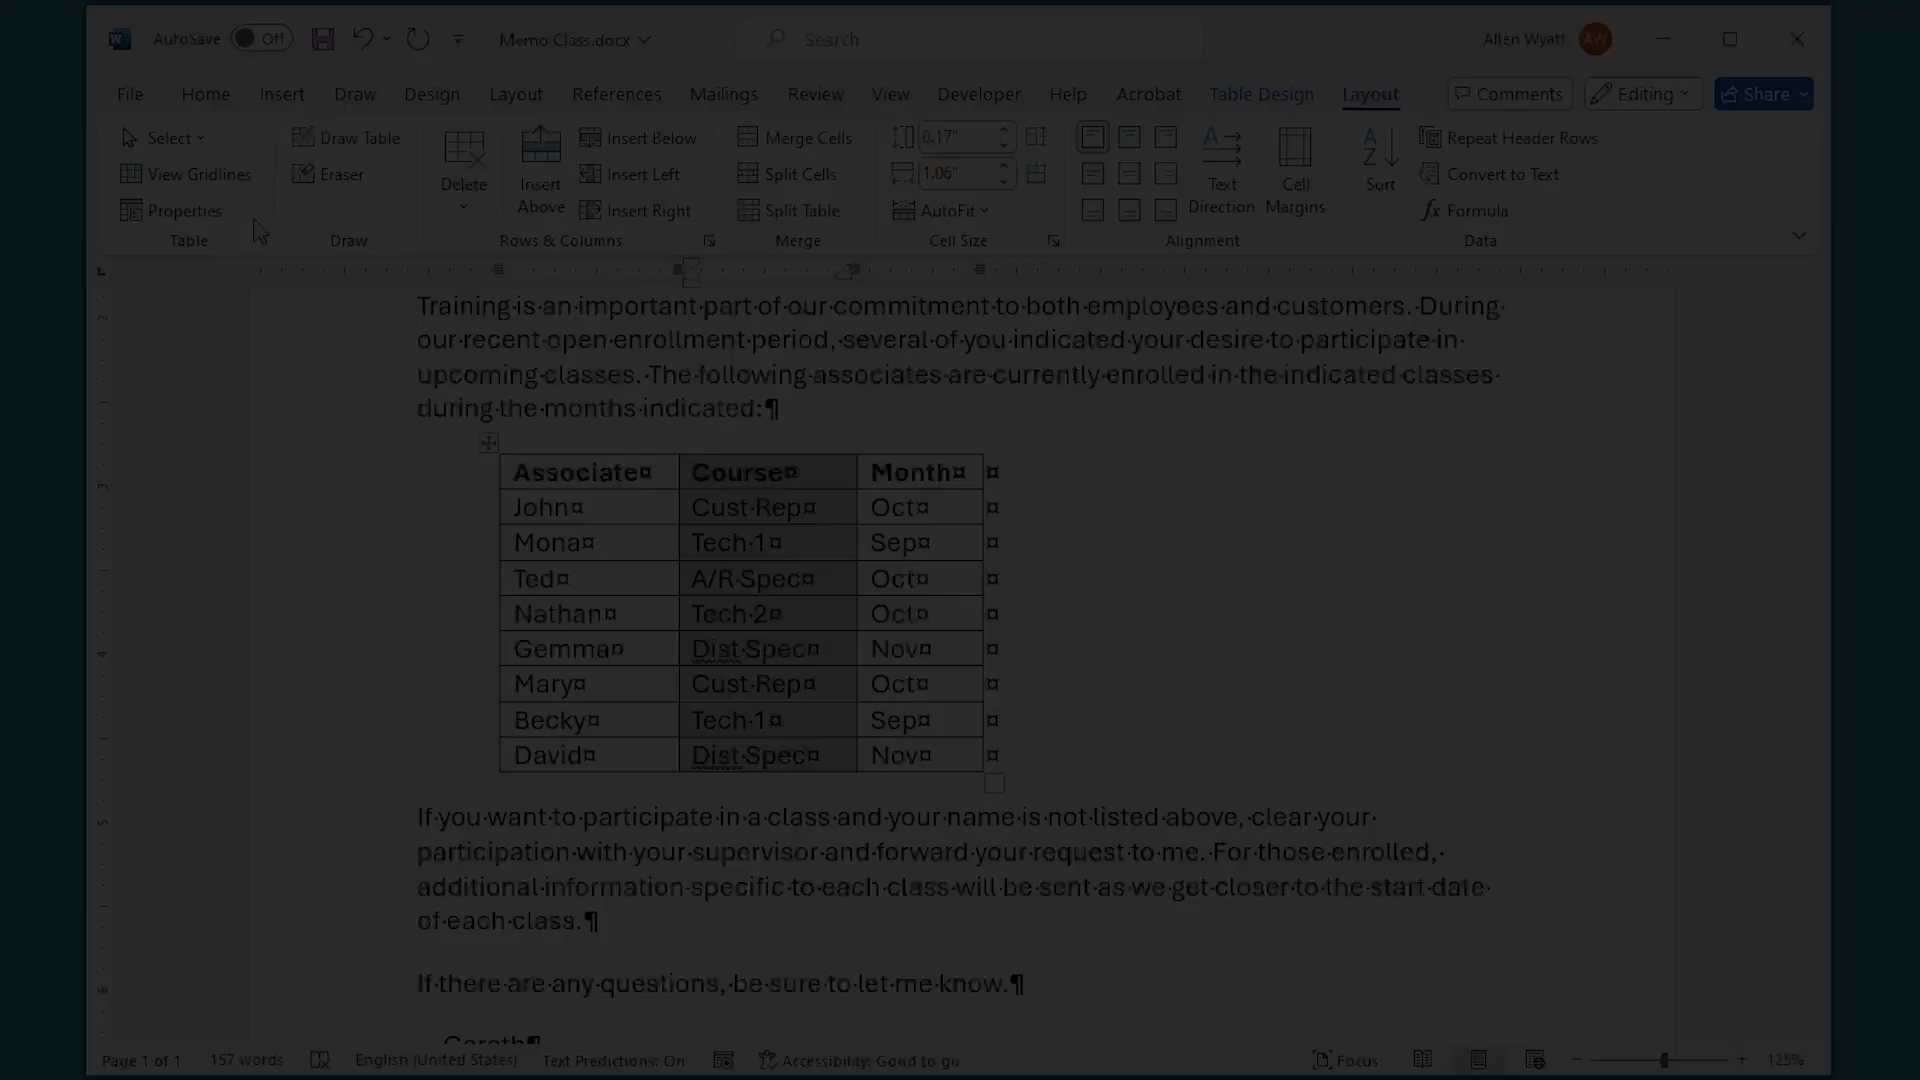 AutoSave Off Memo Class.docx Search Allen Wyatt AW
File Home Insert Draw Design Layout References Mailings Review View Developer Help Acrobat Table Design Layout Comments Editing Share
Select
View Gridlines
Properties
Table
Draw Table
Eraser
Draw
Delete
Insert Above
Insert Below
Insert Left
Insert Right
Rows & Columns
Merge Cells
Split Cells
Split Table
Merge
0.17"
1.06"
AutoFit
Cell Size
Text Direction
Cell Margins
Alignment
Sort
Repeat Header Rows
Convert to Text
Formula
Data
Training·is·an·important·part·of·our·commitment·to·both·employees·and·customers.·During·
our·recent·open·enrollment·period,·several·of·you·indicated·your·desire·to·participate·in·
upcoming·classes.·The·following·associates·are·currently·enrolled·in·the·indicated·classes·
during·the·months·indicated:¶
Associate¤ Course¤ Month¤ ¤
John¤ Cust·Rep¤ Oct¤ ¤
Mona¤ Tech·1¤ Sep¤ ¤
Ted¤ A/R·Spec¤ Oct¤ ¤
Nathan¤ Tech·2¤ Oct¤ ¤
Gemma¤ Dist·Spec¤ Nov¤ ¤
Mary¤ Cust·Rep¤ Oct¤ ¤
Becky¤ Tech·1¤ Sep¤ ¤
David¤ Dist·Spec¤ Nov¤ ¤
If·you·want·to·participate·in·a·class·and·your·name·is·not·listed·above,·clear·your·
participation·with·your·supervisor·and·forward·your·request·to·me.·For·those·enrolled,·
additional·information·specific·to·each·class·will·be·sent·as·we·get·closer·to·the·start·date·
of·each·class.¶
If·there·are·any·questions,·be·sure·to·let·me·know.¶
Page 1 of 1 157 words English (United States) Text Predictions: On Accessibility: Good to go Focus 125%